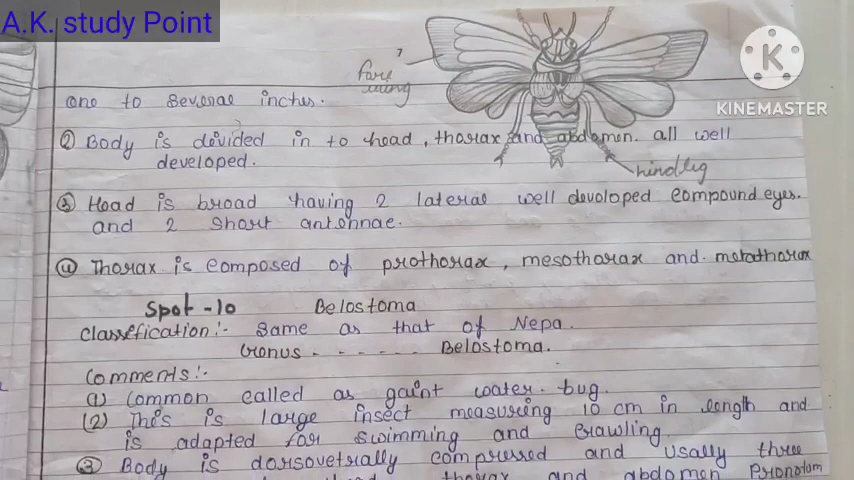 A.K. study Point
K
KINEMASTER
Fore
wing
one to several inches.
② Body is divided in to head, thorax and abdomen. all well
developed.
hindleg
③ Head is broad having 2 lateral well devoloped compound eyes.
and 2 short antennae.
④ Thorax is composed of prothorax, mesothorax and metathorax
Spot-10 Belostoma
Classification:- Same as that of Nepa.
Genus - - - - - - Belostoma.
Comments:-
(1) Common called as gaint water-bug.
(2) This is large insect measuring 10 cm in length and
is adapted for swimming and crawling.
③ Body is dorsovetrally compressed and usally three
thorax and abdomen Pronotom